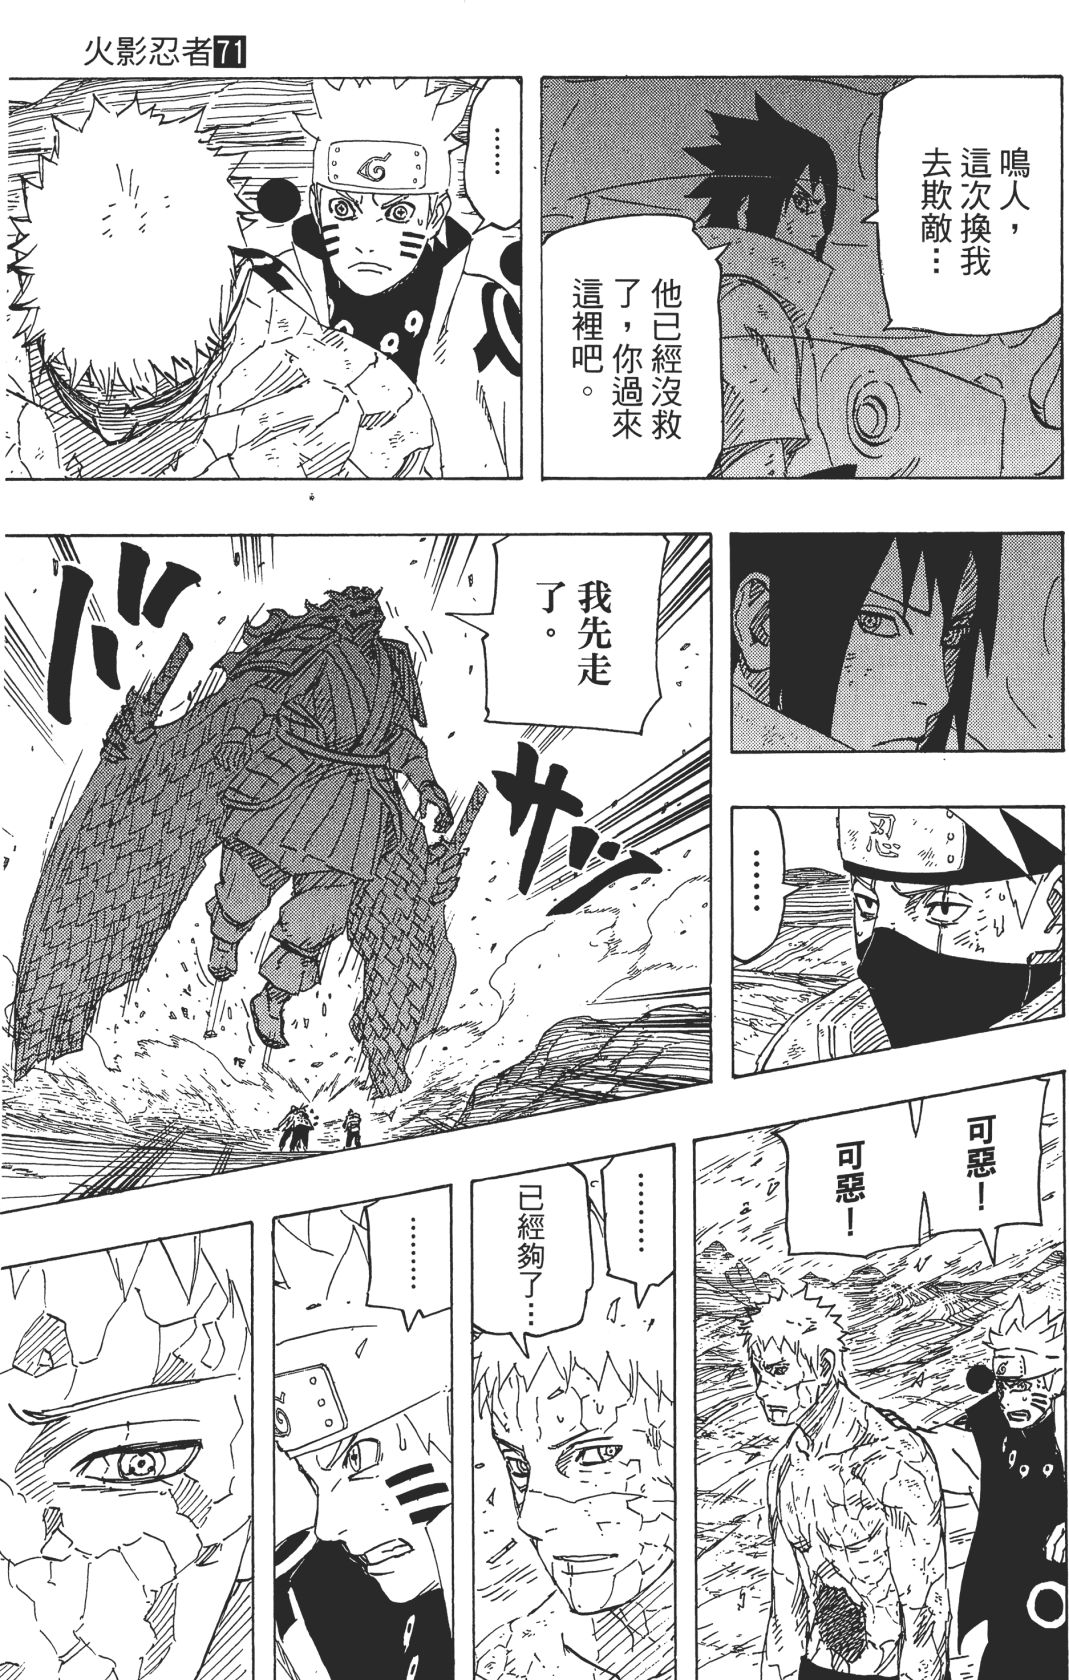 火影忍者71
鳴人，
這次換我
去欺敵…
他已經沒救
了，你過來
這裡吧。
……
……
我先走
了。
ドンッ
可惡！
可惡！
……
已經夠了…
……